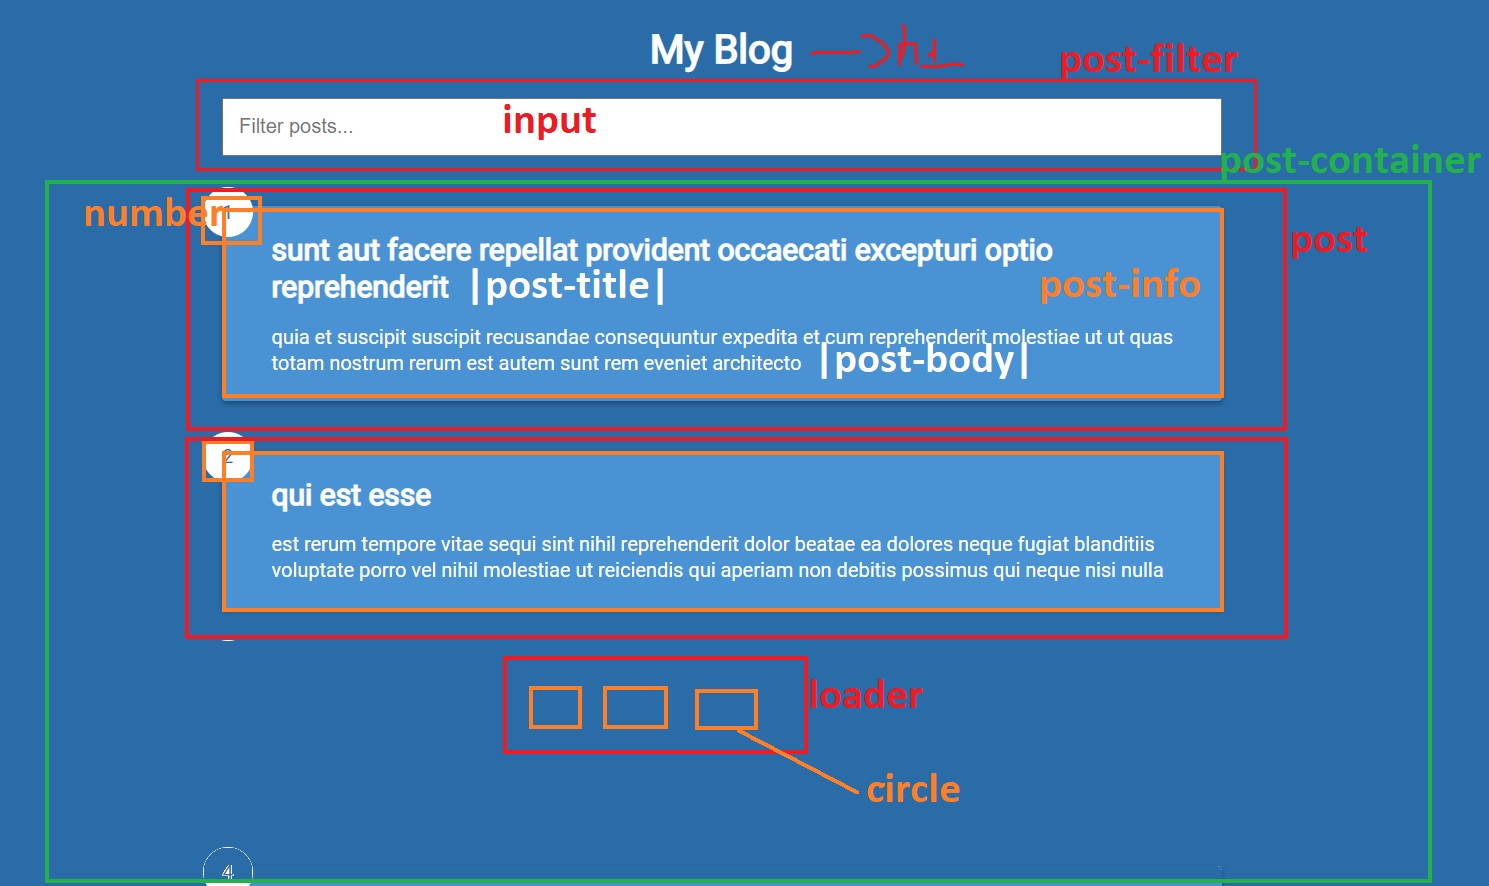 My Blog
h1
post-filter
Filter posts...
input
post-container
number
1
post
sunt aut facere repellat provident occaecati excepturi optio
reprehenderit |post-title|
post-info
quia et suscipit suscipit recusandae consequuntur expedita et cum reprehenderit molestiae ut ut quas
totam nostrum rerum est autem sunt rem eveniet architecto |post-body|
2
qui est esse
est rerum tempore vitae sequi sint nihil reprehenderit dolor beatae ea dolores neque fugiat blanditiis
voluptate porro vel nihil molestiae ut reiciendis qui aperiam non debitis possimus qui neque nisi nulla
loader
circle
4